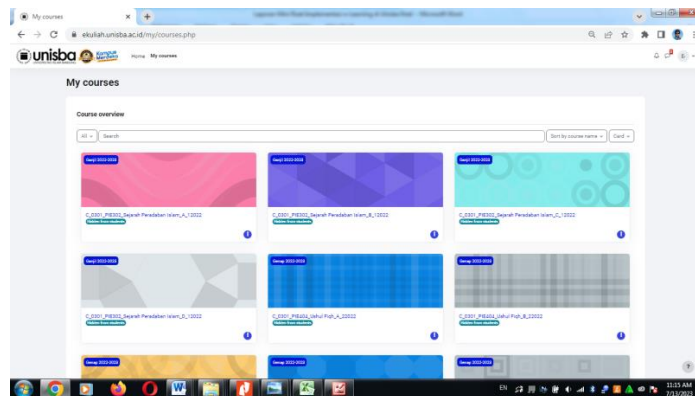 My courses
ekuliah.unisba.ac.id/my/courses.php
unisba
Kampus
Merdeka
Home My courses
My courses
Course overview
All
Search
Sort by course name
Card
Ganjil 2022-2023
C_0301_PIE302_Sejarah Peradaban Islam_A_12022
Hidden from students
Ganjil 2022-2023
C_0301_PIE302_Sejarah Peradaban Islam_B_12022
Hidden from students
Ganjil 2022-2023
C_0301_PIE302_Sejarah Peradaban Islam_C_12022
Hidden from students
Ganjil 2022-2023
C_0301_PIE302_Sejarah Peradaban Islam_D_12022
Hidden from students
Genap 2022-2023
Ushul Fiqh_A_22022
Hidden from students
Genap 2022-2023
Ushul Fiqh_B_22022
Hidden from students
Genap 2022-2023
Genap 2022-2023
Genap 2022-2023
EN
11:15 AM
7/13/2023